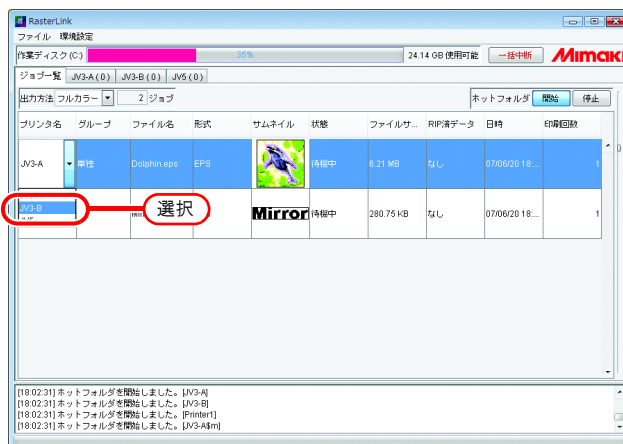 RasterLink
ファイル 環境設定
作業ディスク(C:) 35% 24.14 GB 使用可能 一括中断 Mimaki
ジョブ一覧 JV3-A ( 0 ) JV3-B ( 0 ) JV5 ( 0 )
出力方法 フルカラー 2 ジョブ ホットフォルダ 開始 停止
プリンタ名 グループ ファイル名 形式 サムネイル 状態 ファイルサ... RIP済データ 日時 印刷回数
JV3-A 単独 Dolphin.eps EPS 待機中 6.21 MB なし 07/06/20 18:... 1
JV3-B 選択 Mirror 待機中 280.75 KB なし 07/06/20 18:... 1
[18:02:31] ホットフォルダを開始しました。[JV3-A]
[18:02:31] ホットフォルダを開始しました。[JV3-B]
[18:02:31] ホットフォルダを開始しました。[Printer1]
[18:02:31] ホットフォルダを開始しました。[JV3-A$m]